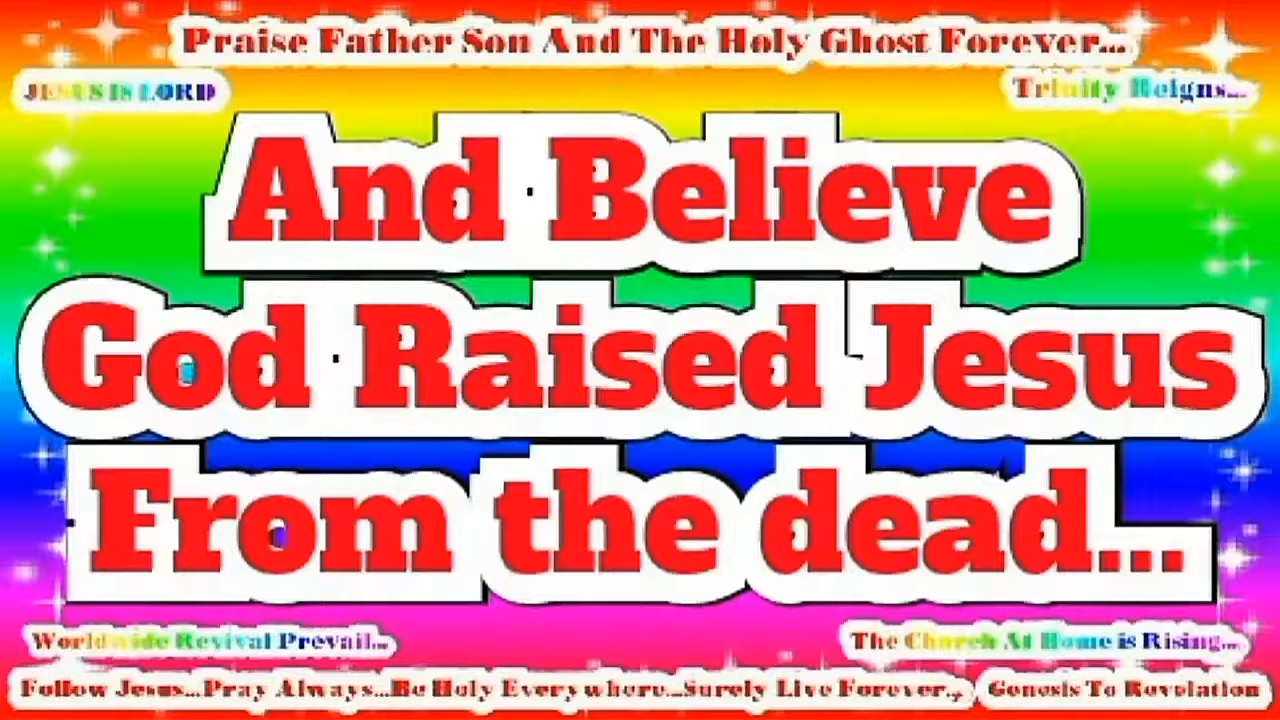 Praise Father Son And The Holy Ghost Forever...
JESUS IS LORD
Trinity Reigns...
And Believe
God Raised Jesus
From the dead...
Worldwide Revival Prevail...
The Church At Home is Rising...
Follow Jesus...Pray Always...Be Holy Everywhere...Surely Live Forever.,, Genesis To Revelation